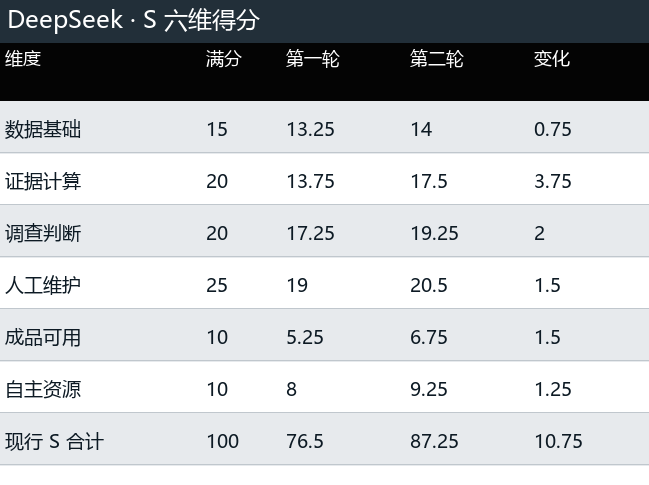 DeepSeek · S 六维得分
维度 满分 第一轮 第二轮 变化
数据基础 15 13.25 14 0.75
证据计算 20 13.75 17.5 3.75
调查判断 20 17.25 19.25 2
人工维护 25 19 20.5 1.5
成品可用 10 5.25 6.75 1.5
自主资源 10 8 9.25 1.25
现行 S 合计 100 76.5 87.25 10.75